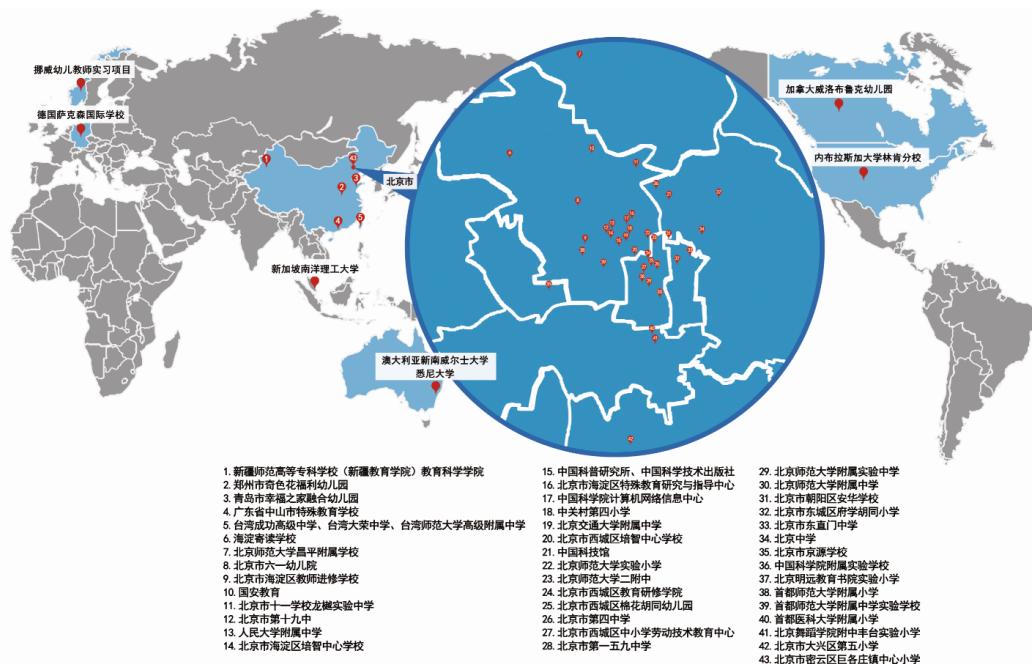 挪威幼儿教师实习项目
德国萨克森国际学校
北京市
新加坡南洋理工大学
澳大利亚新南威尔士大学
悉尼大学
加拿大威洛布鲁克幼儿园
内布拉斯加大学林肯分校
1
2
3
4
5
43
1. 新疆师范高等专科学校（新疆教育学院）教育科学学院
2. 郑州市奇色花福利幼儿园
3. 青岛市幸福之家融合幼儿园
4. 广东省中山市特殊教育学校
5. 台湾成功高级中学、台湾大荣中学、台湾师范大学高级附属中学
6. 海淀寄读学校
7. 北京师范大学昌平附属学校
8. 北京市六一幼儿院
9. 北京市海淀区教师进修学校
10. 国安教育
11. 北京市十一学校龙樾实验中学
12. 北京市第十九中
13. 人民大学附属中学
14. 北京市海淀区培智中心学校
15. 中国科普研究所、中国科学技术出版社
16. 北京市海淀区特殊教育研究与指导中心
17. 中国科学院计算机网络信息中心
18. 中关村第四小学
19. 北京交通大学附属中学
20. 北京市西城区培智中心学校
21. 中国科技馆
22. 北京师范大学实验小学
23. 北京师范大学二附中
24. 北京市西城区教育研修学院
25. 北京市西城区棉花胡同幼儿园
26. 北京市第四中学
27. 北京市西城区中小学劳动技术教育中心
28. 北京市第一五九中学
29. 北京师范大学附属实验中学
30. 北京师范大学附属中学
31. 北京市朝阳区安华学校
32. 北京市东城区府学胡同小学
33. 北京市东直门中学
34. 北京中学
35. 北京市京源学校
36. 中国科学院附属实验学校
37. 北京明远教育书院实验小学
38. 首都师范大学附属小学
39. 首都师范大学附属中学实验学校
40. 首都医科大学附属小学
41. 北京舞蹈学院附中丰台实验小学
42. 北京市大兴区第五小学
43. 北京市密云区巨各庄镇中心小学